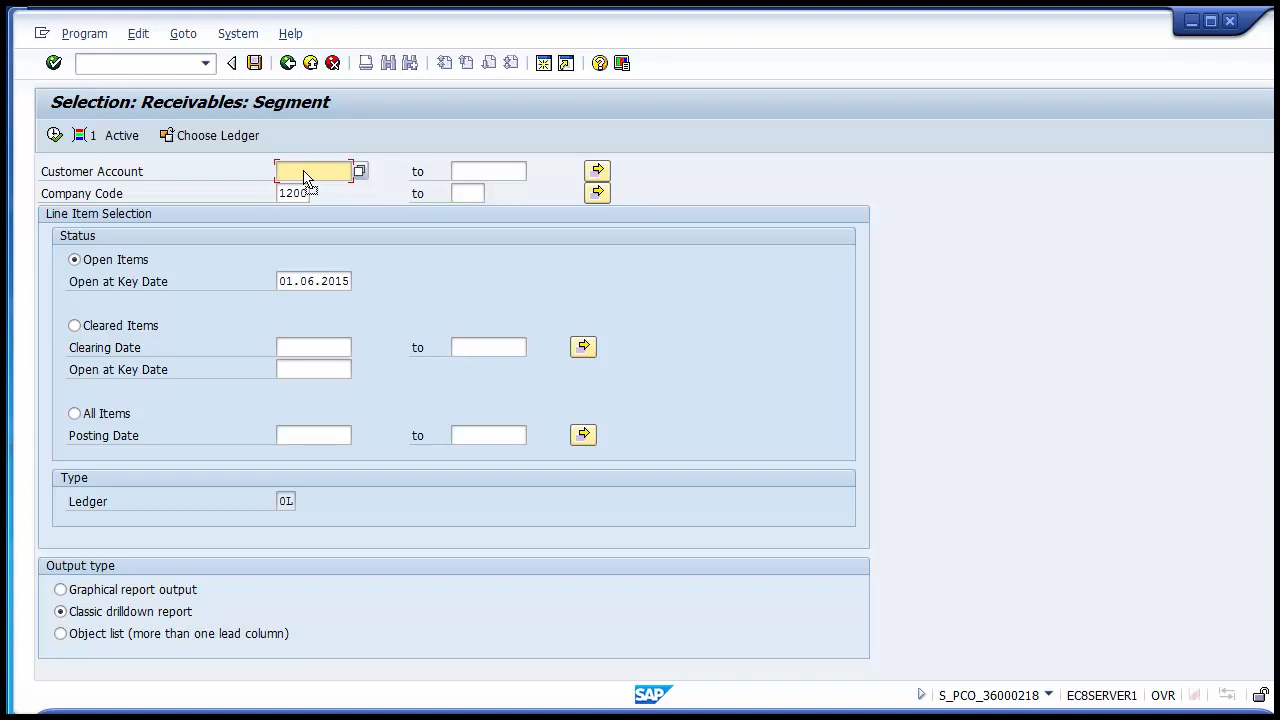 Program Edit Goto System Help
Selection: Receivables: Segment
1 Active Choose Ledger
Customer Account to
Company Code 1200 to
Line Item Selection
Status
Open Items
Open at Key Date 01.06.2015
Cleared Items
Clearing Date to
Open at Key Date
All Items
Posting Date to
Type
Ledger 0L
Output type
Graphical report output
Classic drilldown report
Object list (more than one lead column)
SAP S_PCO_36000218 ECSSERVER1 OVR